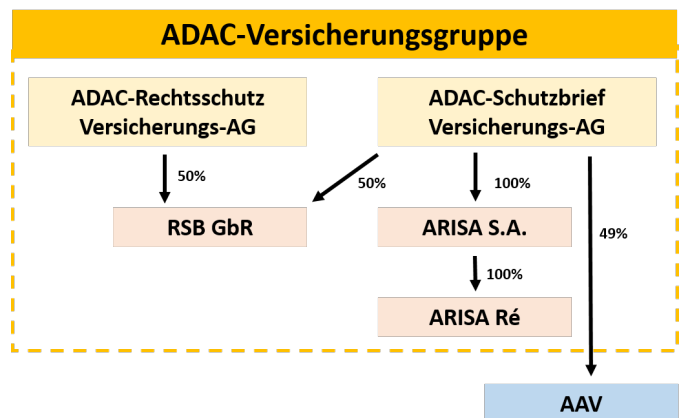 ADAC-Versicherungsgruppe
ADAC-Rechtsschutz
Versicherungs-AG
ADAC-Schutzbrief
Versicherungs-AG
50%
50%
100%
49%
RSB GbR
ARISA S.A.
100%
ARISA Ré
AAV